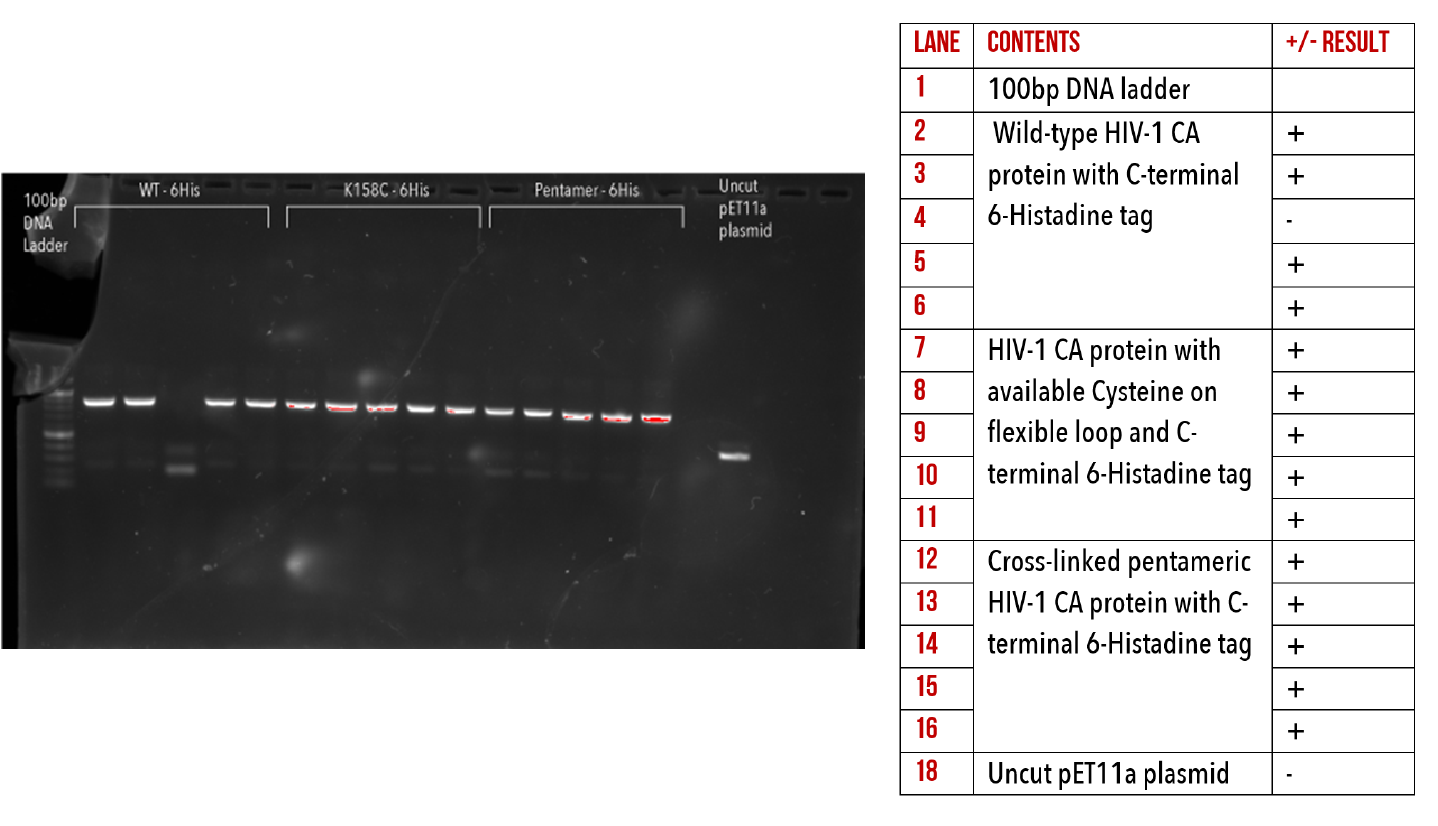 100bp
DNA
Ladder
WT - 6His
K158C - 6His
Pentamer - 6His
Uncut
pET11a
plasmid
LANE CONTENTS +/- RESULT
1 100bp DNA ladder
2 Wild-type HIV-1 CA +
3 protein with C-terminal +
4 6-Histadine tag -
5 +
6 +
7 HIV-1 CA protein with +
8 available Cysteine on +
9 flexible loop and C- +
10 terminal 6-Histadine tag +
11 +
12 Cross-linked pentameric +
13 HIV-1 CA protein with C- +
14 terminal 6-Histadine tag +
15 +
16 +
18 Uncut pET11a plasmid -